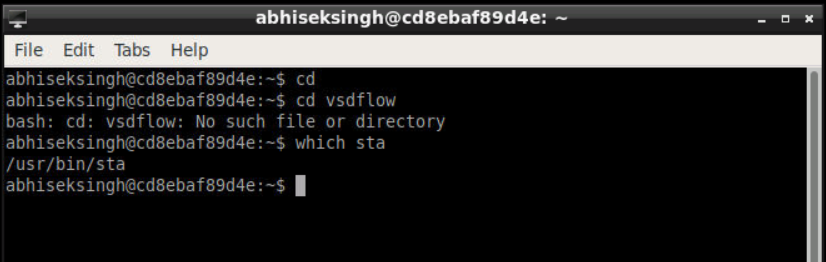 abhiseksingh@cd8ebaf89d4e: ~
File Edit Tabs Help
abhiseksingh@cd8ebaf89d4e:~$ cd
abhiseksingh@cd8ebaf89d4e:~$ cd vsdflow
bash: cd: vsdflow: No such file or directory
abhiseksingh@cd8ebaf89d4e:~$ which sta
/usr/bin/sta
abhiseksingh@cd8ebaf89d4e:~$